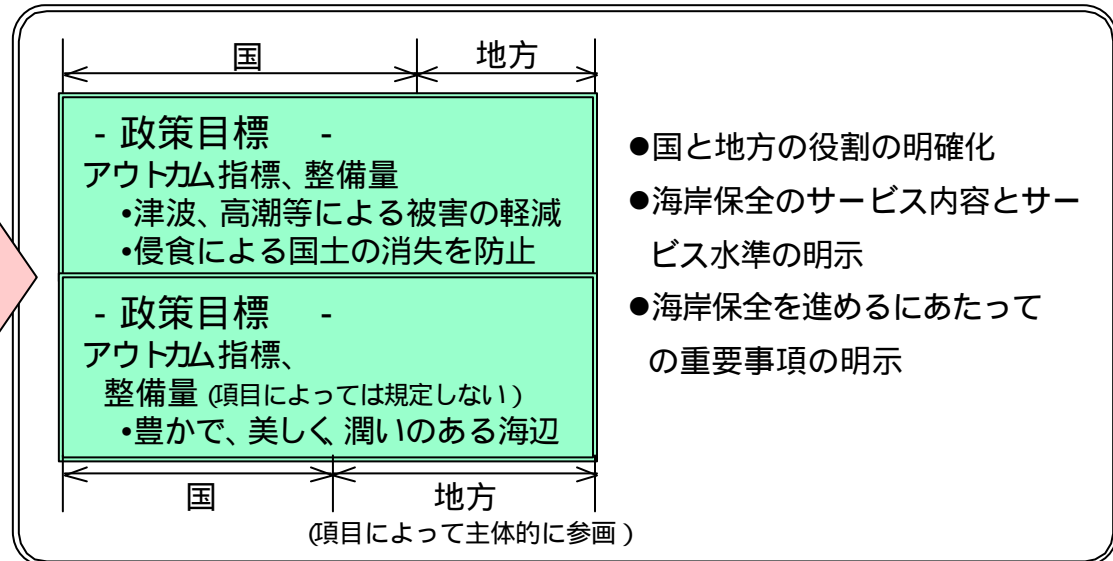 国 地方
- 政策目標 -
アウトカム指標、整備量
•津波、高潮等による被害の軽減
•侵食による国土の消失を防止
- 政策目標 -
アウトカム指標、
整備量(項目によっては規定しない)
•豊かで、美しく、潤いのある海辺
国 地方
(項目によって主体的に参画)
●国と地方の役割の明確化
●海岸保全のサービス内容とサー
ビス水準の明示
●海岸保全を進めるにあたって
の重要事項の明示